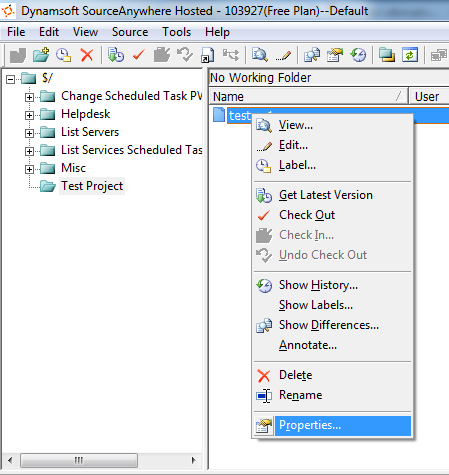 Dynamsoft SourceAnywhere Hosted - 103927(Free Plan)--Default
File Edit View Source Tools Help
$/
Change Scheduled Task PW
Helpdesk
List Servers
List Services Scheduled Tas
Misc
Test Project
No Working Folder
Name User
View...
Edit...
Label...
Get Latest Version
Check Out
Check In...
Undo Check Out
Show History...
Show Labels...
Show Differences...
Annotate...
Delete
Rename
Properties...